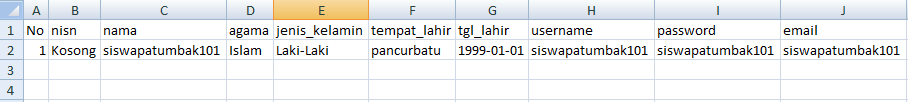 A B C D E F G H I J
1 No nisn nama agama jenis_kelamin tempat_lahir tgl_lahir username password email
2 1 Kosong siswapatumbak101 Islam Laki-Laki pancurbatu 1999-01-01 siswapatumbak101 siswapatumbak101 siswapatumbak101
3
4